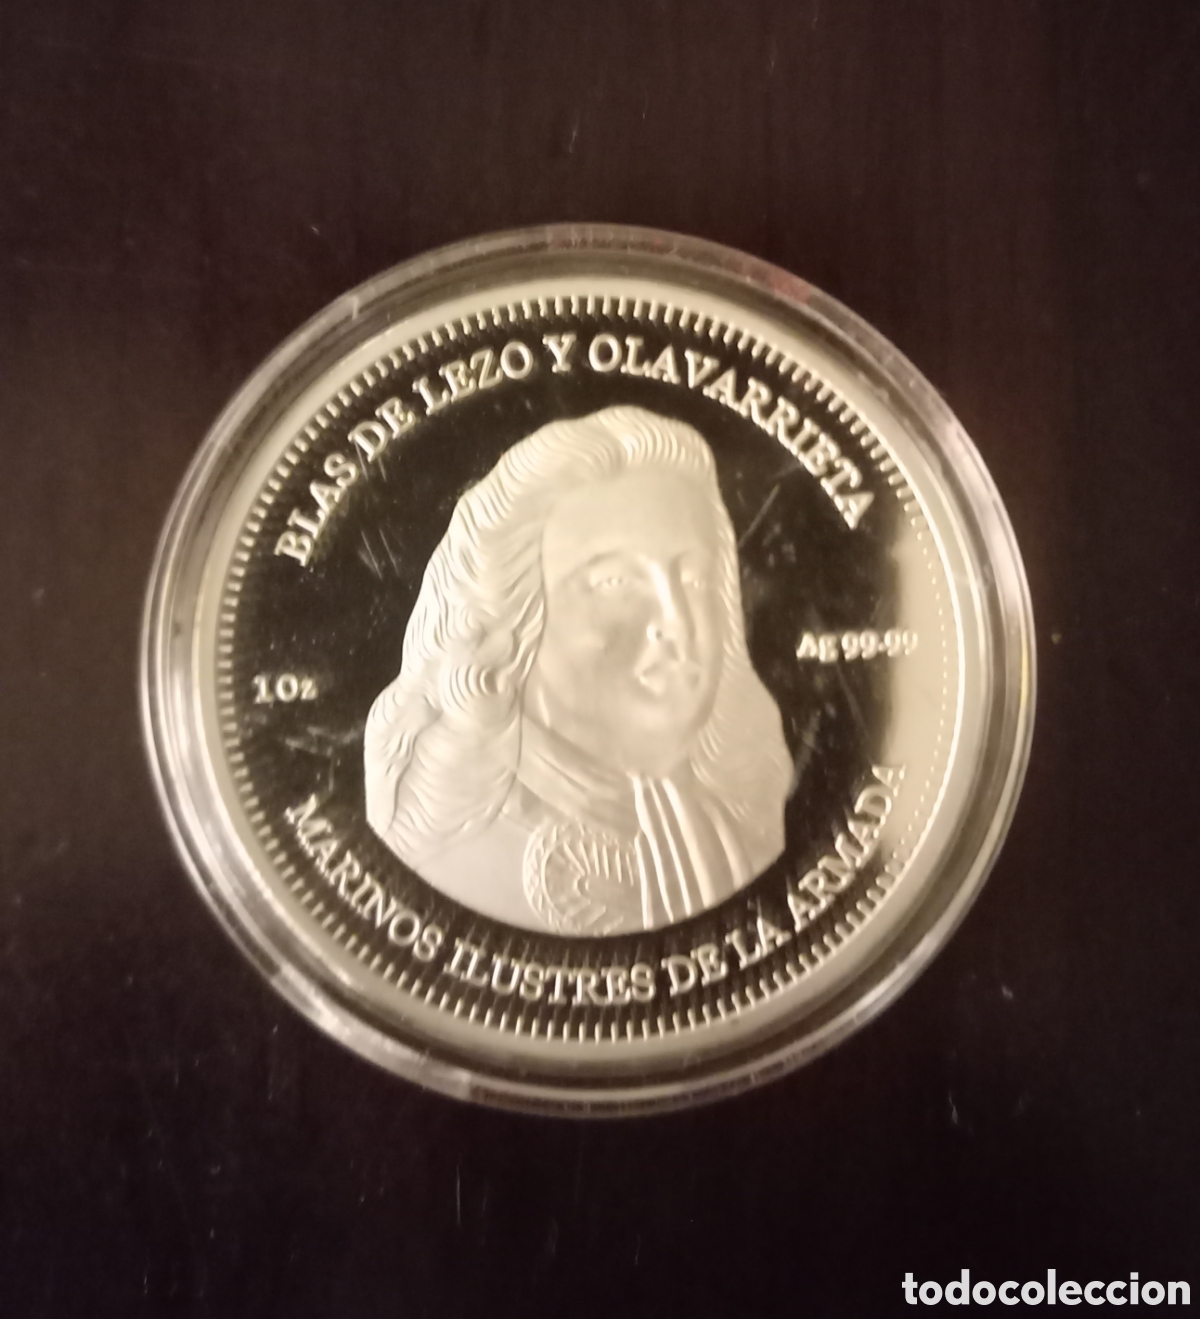 BLAS DE LEZO Y OLAVARRIETA
1 Oz
Ag 99.99
MARINOS ILUSTRES DE LA ARMADA
todocoleccion